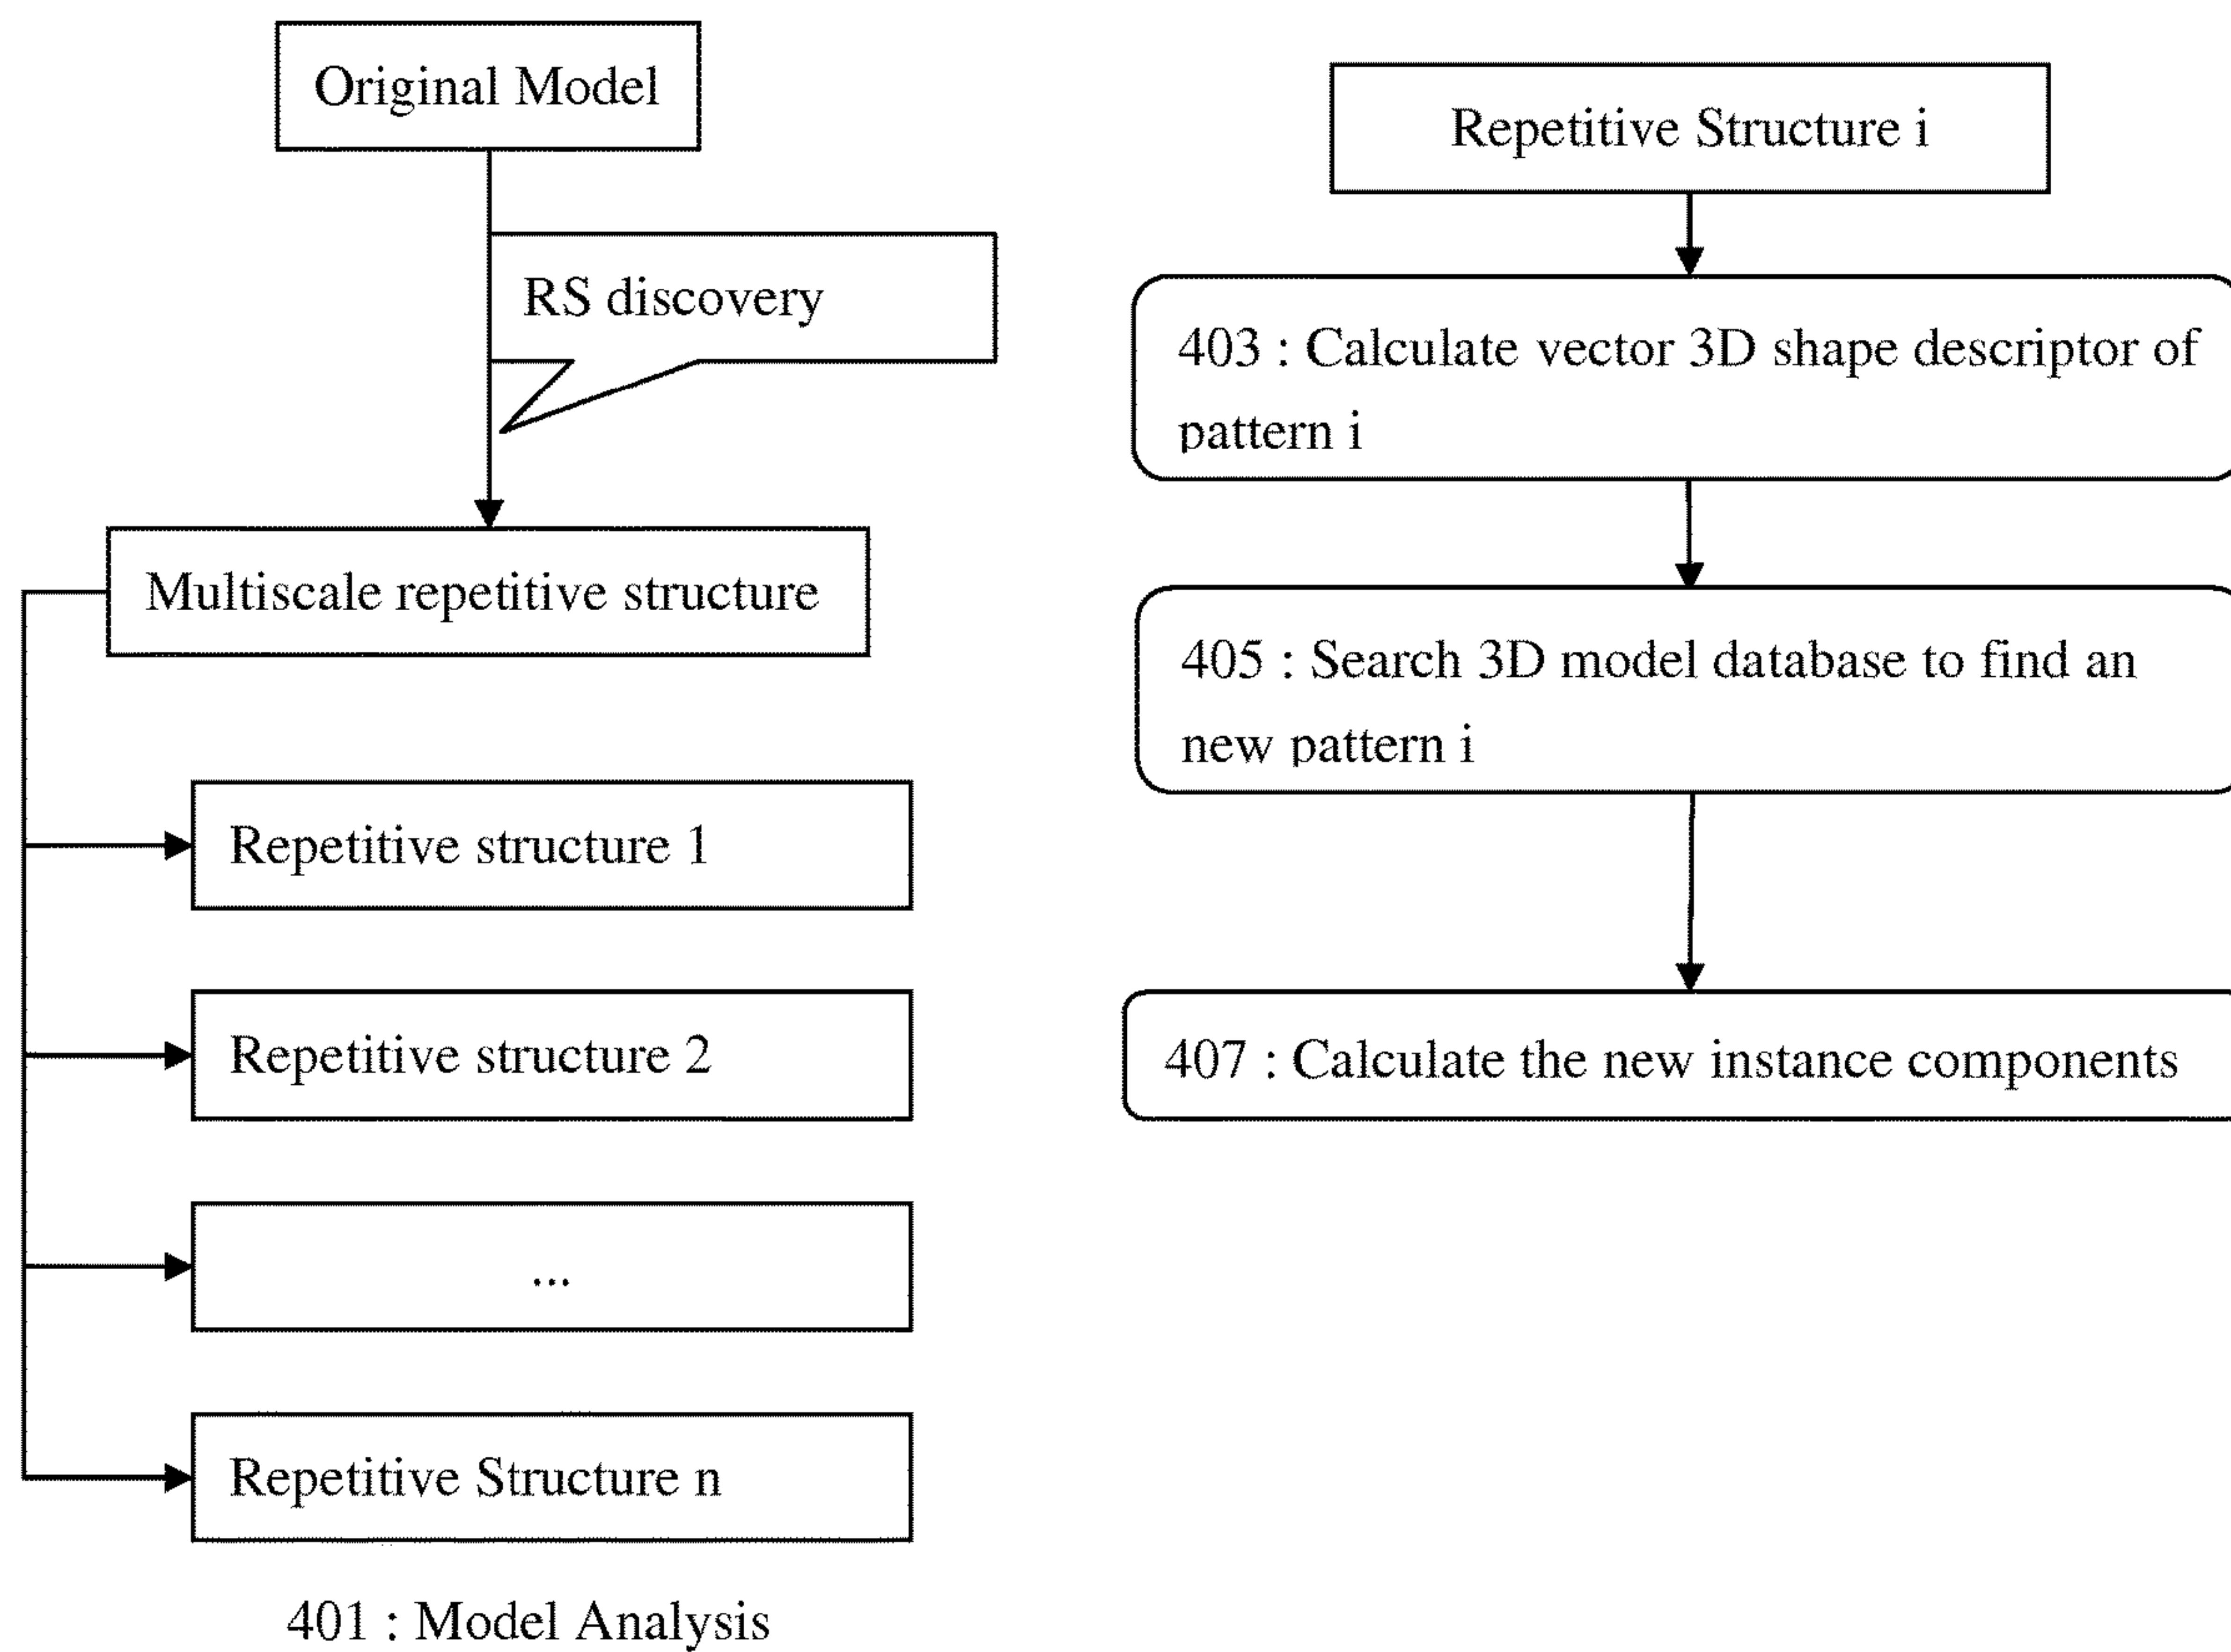 Original Model
RS discovery
Multiscale repetitive structure
Repetitive structure 1
Repetitive structure 2
...
Repetitive Structure n
401 : Model Analysis
Repetitive Structure i
403 : Calculate vector 3D shape descriptor of
pattern i
405 : Search 3D model database to find an
new pattern i
407 : Calculate the new instance components